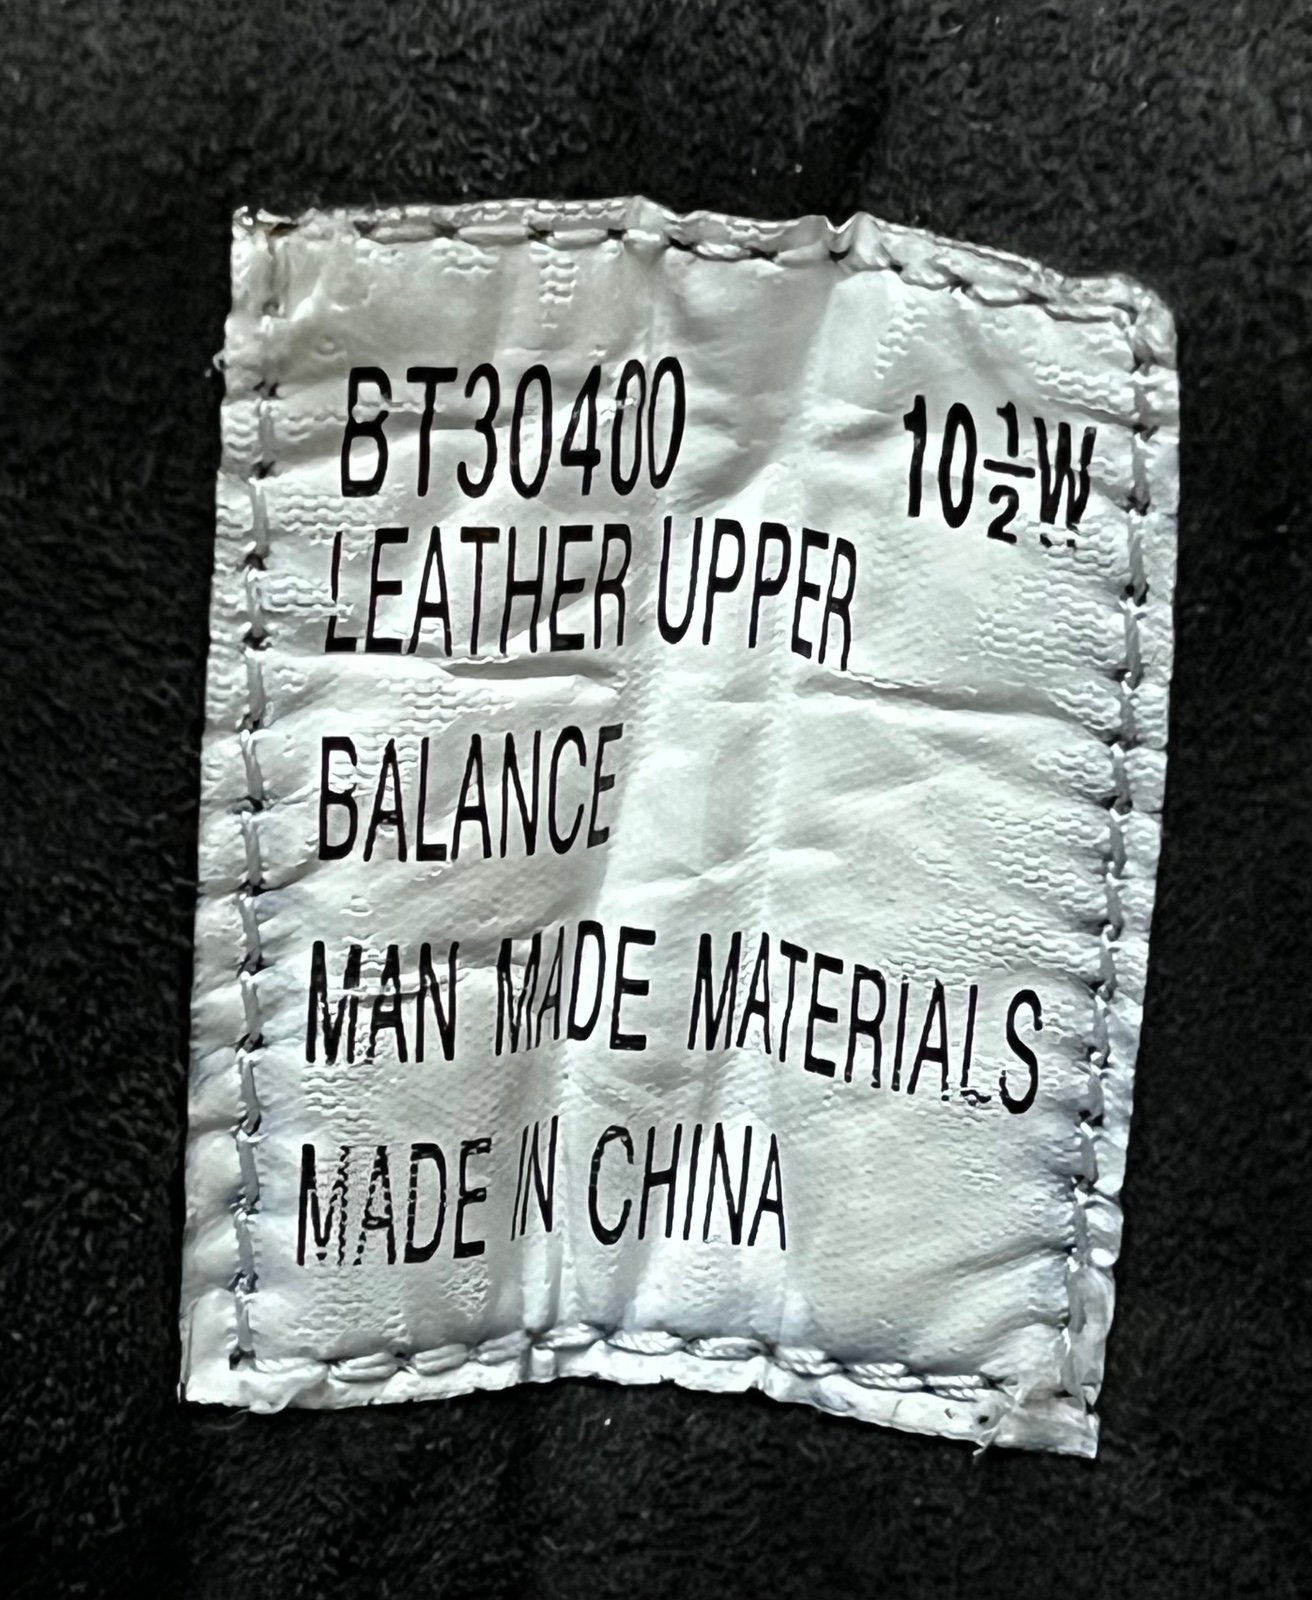 BT30400 10½W
LEATHER UPPER
BALANCE
MAN MADE MATERIALS
MADE IN CHINA